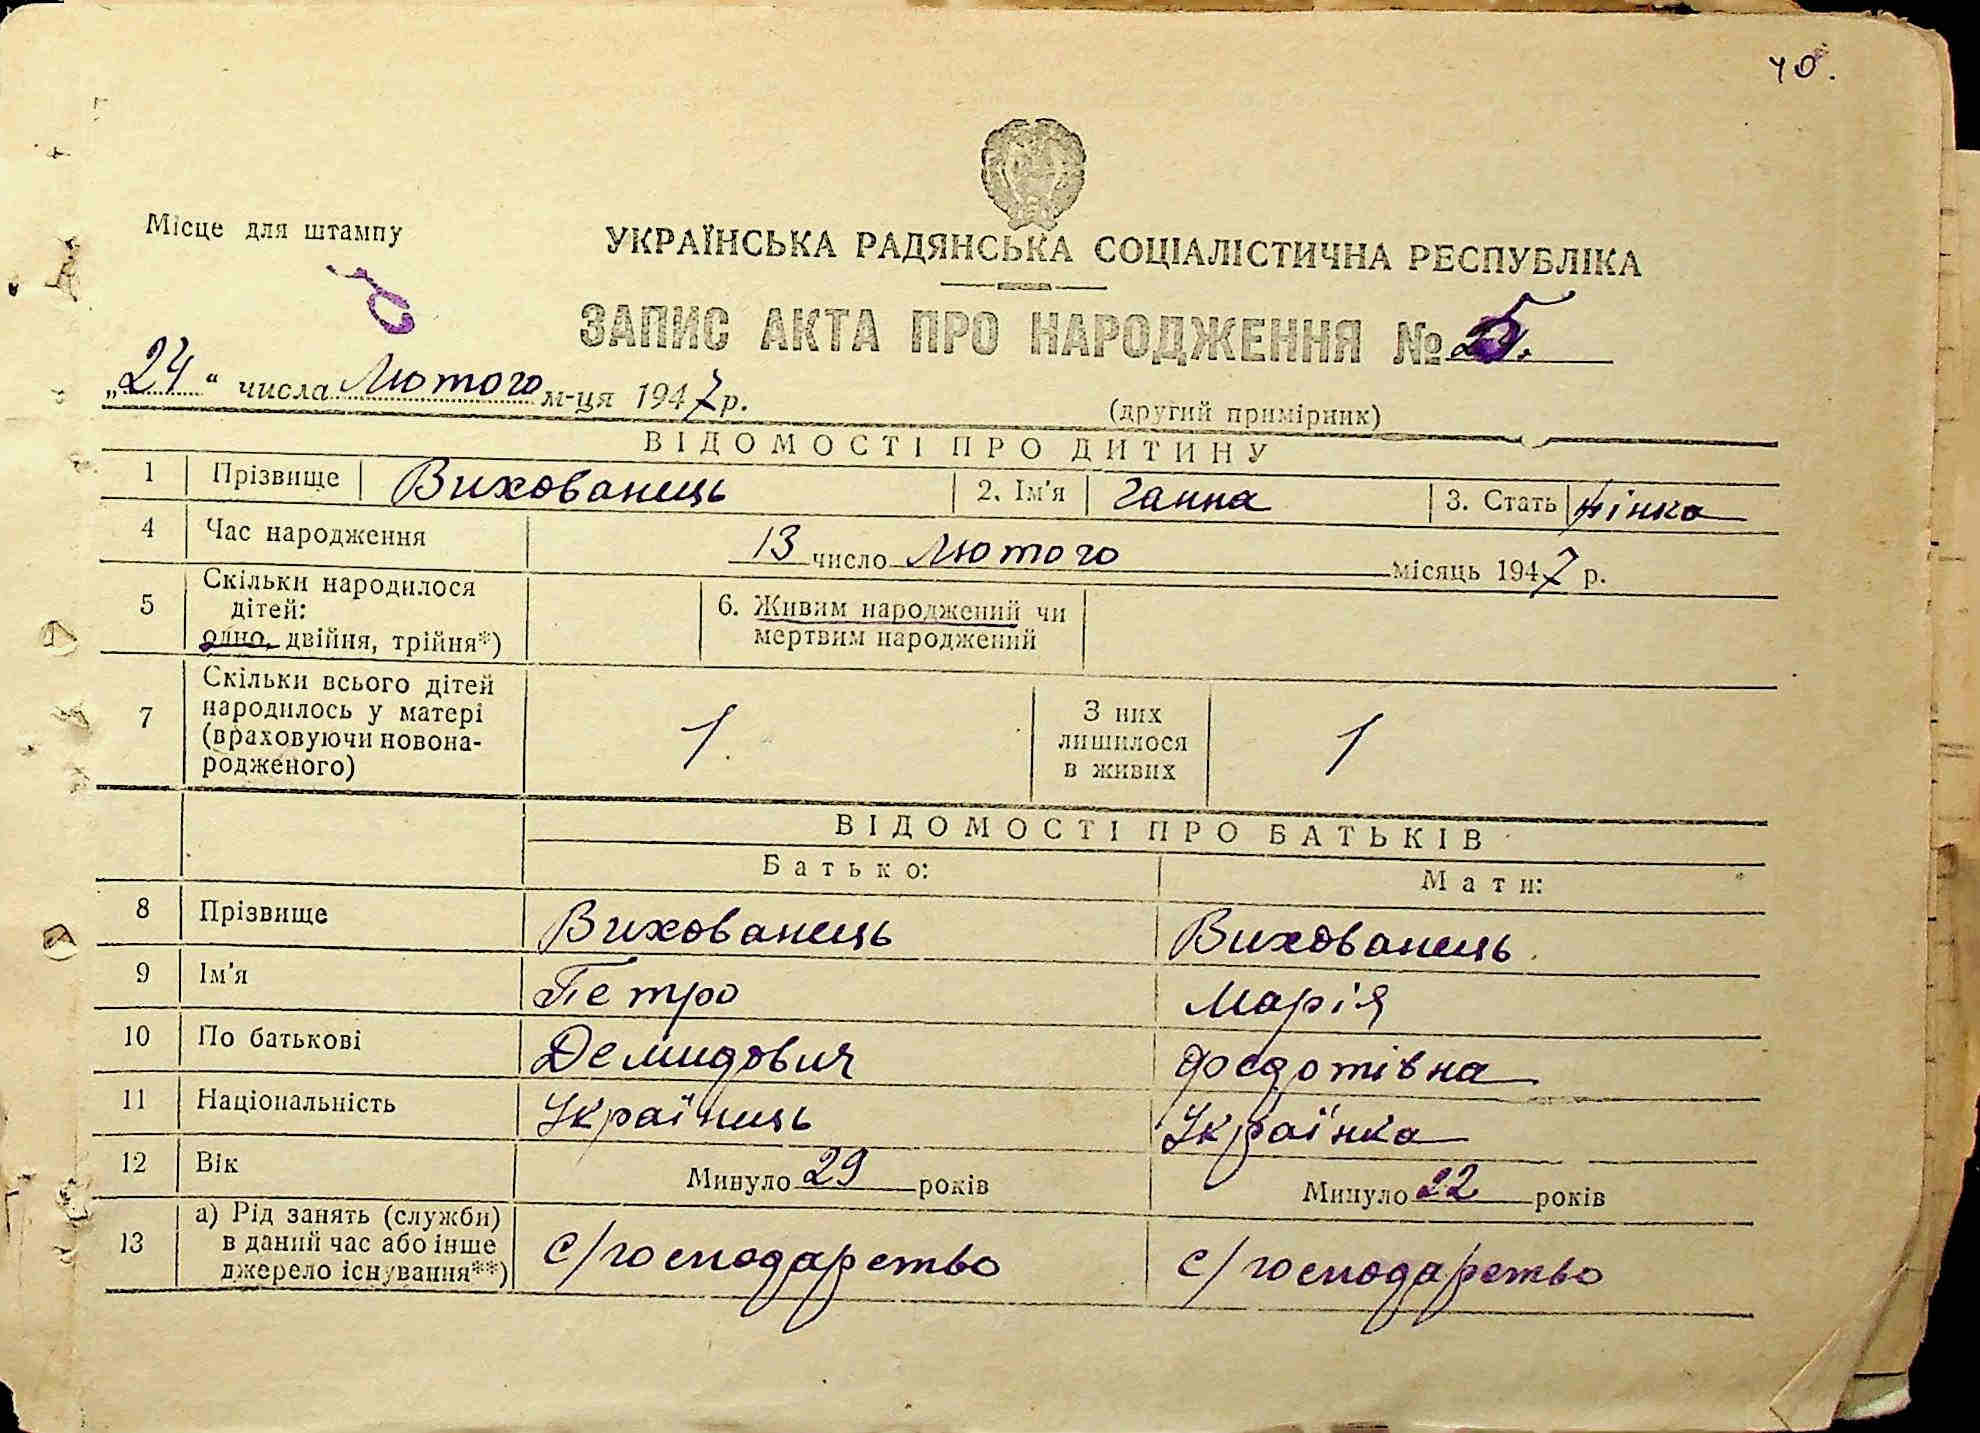 40.
Місце для штампу
УКРАЇНСЬКА РАДЯНСЬКА СОЦІАЛІСТИЧНА РЕСПУБЛІКА
ЗАПИС АКТА ПРО НАРОДЖЕННЯ № 5
„24" числа Лютого м-ця 1947 р.
(другий примірник)
ВІДОМОСТІ ПРО ДИТИНУ
1 Прізвище Вихованець 2. Ім'я Ганна 3. Стать жінка
4 Час народження 13 число Лютого місяць 1947 р.
5 Скільки народилося дітей: одно, двійня, трійня*) 6. Живим народжений чи мертвим народжений
7 Скільки всього дітей народилось у матері (враховуючи новонародженого) 1 З них лишилося в живих 1
ВІДОМОСТІ ПРО БАТЬКІВ
Батько: Мати:
8 Прізвище Вихованець Вихованець
9 Ім'я Петро Марія
10 По батькові Демидович Федотівна
11 Національність Українець Українка
12 Вік Минуло 29 років Минуло 22 років
13 а) Рід занять (служби) в даний час або інше джерело існування**) с/господарство с/господарство